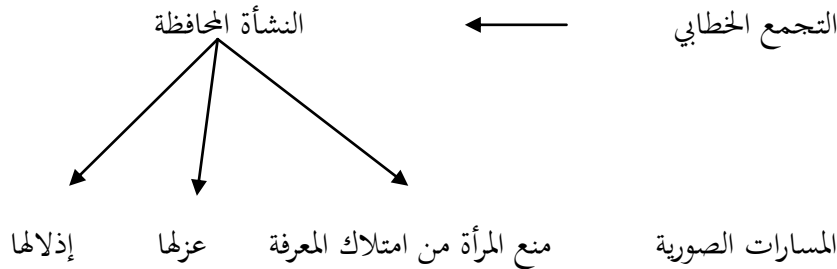 التجمع الخطابي النشأة المحافظة
المسارات الصورية منع المرأة من امتلاك المعرفة عزلها إذلالها